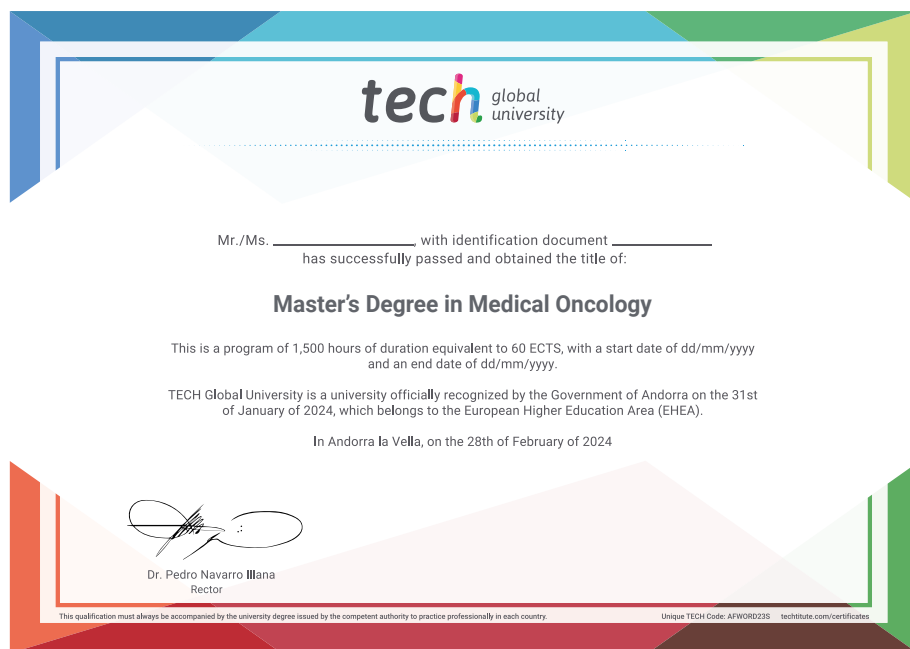 tech global university
Mr./Ms. ____________, with identification document ________
has successfully passed and obtained the title of:
Master's Degree in Medical Oncology
This is a program of 1,500 hours of duration equivalent to 60 ECTS, with a start date of dd/mm/yyyy
and an end date of dd/mm/yyyy.
TECH Global University is a university officially recognized by the Government of Andorra on the 31st
of January of 2024, which belongs to the European Higher Education Area (EHEA).
In Andorra la Vella, on the 28th of February of 2024
Dr. Pedro Navarro Illana
Rector
This qualification must always be accompanied by the university degree issued by the competent authority to practice professionally in each country.
Unique TECH Code: AFWORD23S techtitute.com/certificates